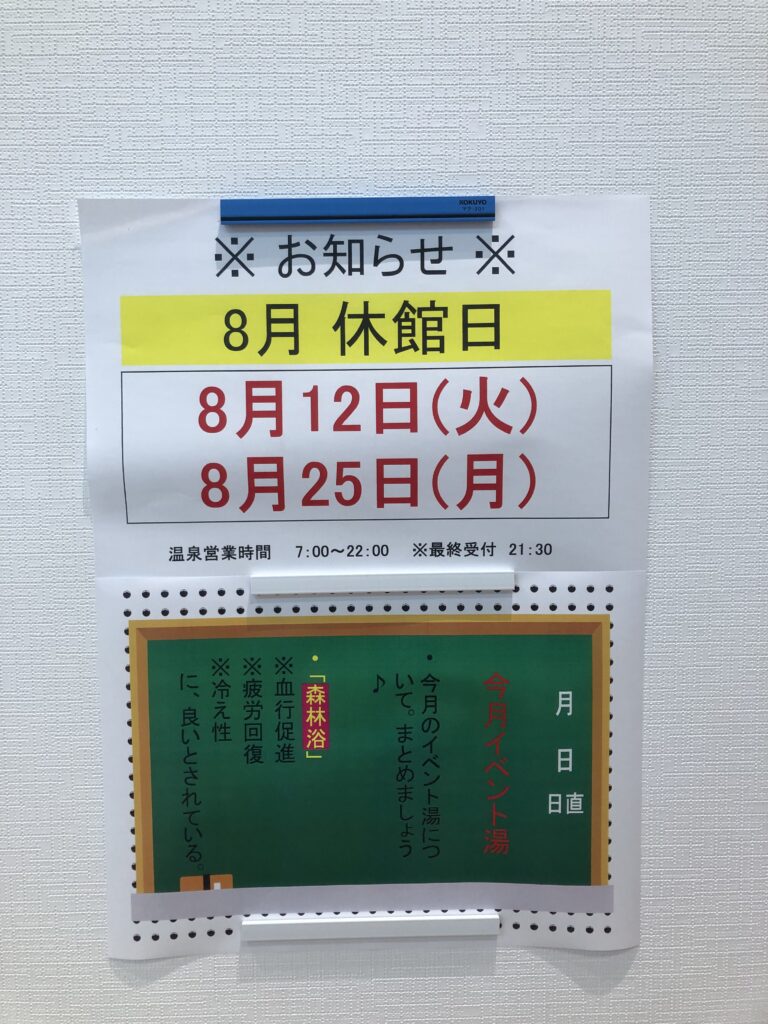 KOKUYO
※ お知らせ ※
8月 休館日
8月12日(火)
8月25日(月)
温泉営業時間 7:00～22:00 ※最終受付 21:30
月 日
日直
今月イベント湯
・今月のイベント湯につ
いて。まとめましょう
♪
・「森林浴」
※血行促進
※疲労回復
※冷え性
に、良いとされている。